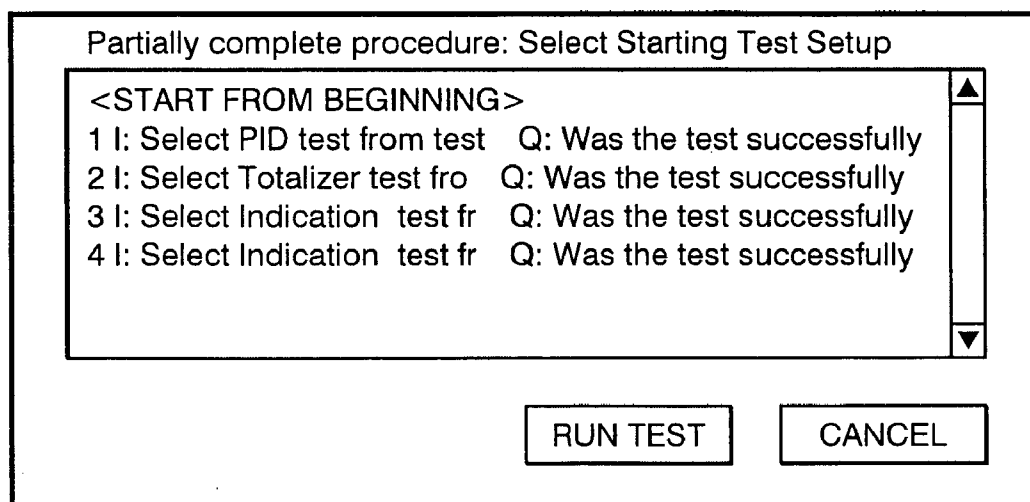 Partially complete procedure: Select Starting Test Setup
<START FROM BEGINNING>
1 I: Select PID test from test Q: Was the test successfully
2 I: Select Totalizer test fro Q: Was the test successfully
3 I: Select Indication test fr Q: Was the test successfully
4 I: Select Indication test fr Q: Was the test successfully
RUN TEST CANCEL